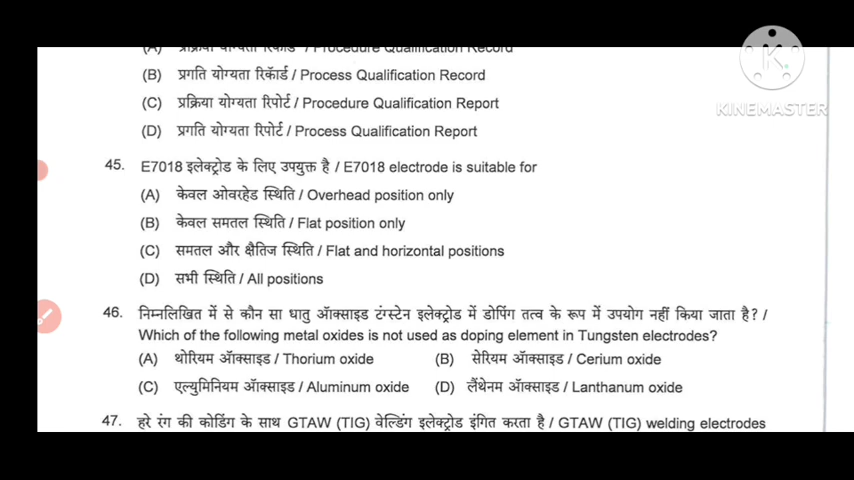 (A) प्रक्रिया योग्यता रिकॉर्ड / Procedure Qualification Record
(B) प्रगति योग्यता रिकॅार्ड / Process Qualification Record
(C) प्रक्रिया योग्यता रिपोर्ट / Procedure Qualification Report
(D) प्रगति योग्यता रिपोर्ट / Process Qualification Report
45. E7018 इलेक्ट्रोड के लिए उपयुक्त है / E7018 electrode is suitable for
(A) केवल ओवरहेड स्थिति / Overhead position only
(B) केवल समतल स्थिति / Flat position only
(C) समतल और क्षैतिज स्थिति / Flat and horizontal positions
(D) सभी स्थिति / All positions
46. निम्नलिखित में से कौन सा धातु ऑक्साइड टंग्स्टेन इलेक्ट्रोड में डोपिंग तत्व के रूप में उपयोग नहीं किया जाता है? /
Which of the following metal oxides is not used as doping element in Tungsten electrodes?
(A) थोरियम ऑक्साइड / Thorium oxide (B) सेरियम ऑक्साइड / Cerium oxide
(C) एल्युमिनियम ऑक्साइड / Aluminum oxide (D) लैंथेनम ऑक्साइड / Lanthanum oxide
47. हरे रंग की कोडिंग के साथ GTAW (TIG) वेल्डिंग इलेक्ट्रोड इंगित करता है / GTAW (TIG) welding electrodes
K
KINEMASTER